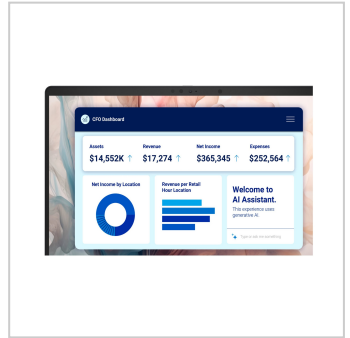 CFO Dashboard
Assets Revenue Net Income Expenses
$14,552K ↑ $17,274 ↑ $365,345 ↑ $252,564 ↑
Net Income by Location
Revenue per Retail
Hour Location
Welcome to
AI Assistant.
This experience uses
generative AI.
Type to ask me something